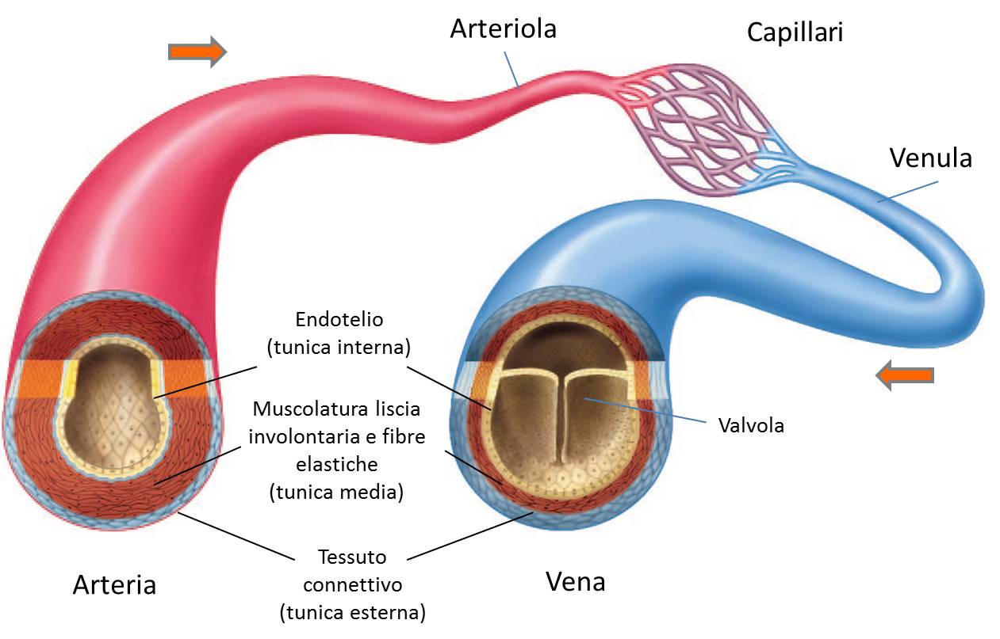 Arteriola
Capillari
Venula
Endotelio
(tunica interna)
Muscolatura liscia
involontaria e fibre
elastiche
(tunica media)
Valvola
Tessuto
connettivo
(tunica esterna)
Arteria
Vena